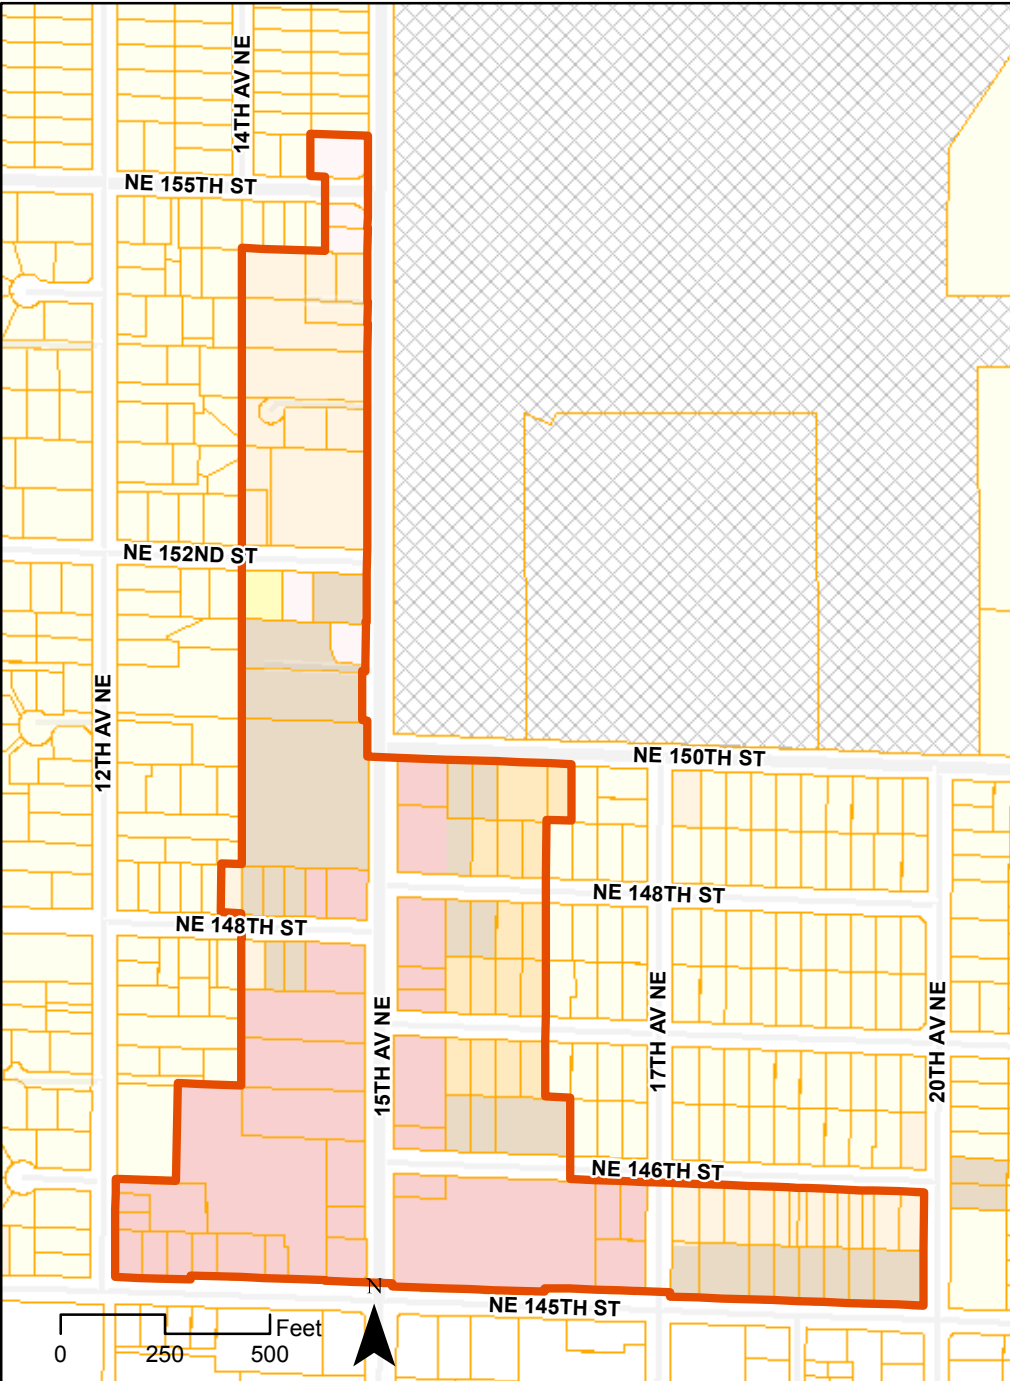 14TH AV NE
NE 155TH ST
NE 152ND ST
12TH AV NE
NE 150TH ST
NE 148TH ST
NE 148TH ST
15TH AV NE
17TH AV NE
20TH AV NE
NE 146TH ST
N
NE 145TH ST
Feet
0 250 500